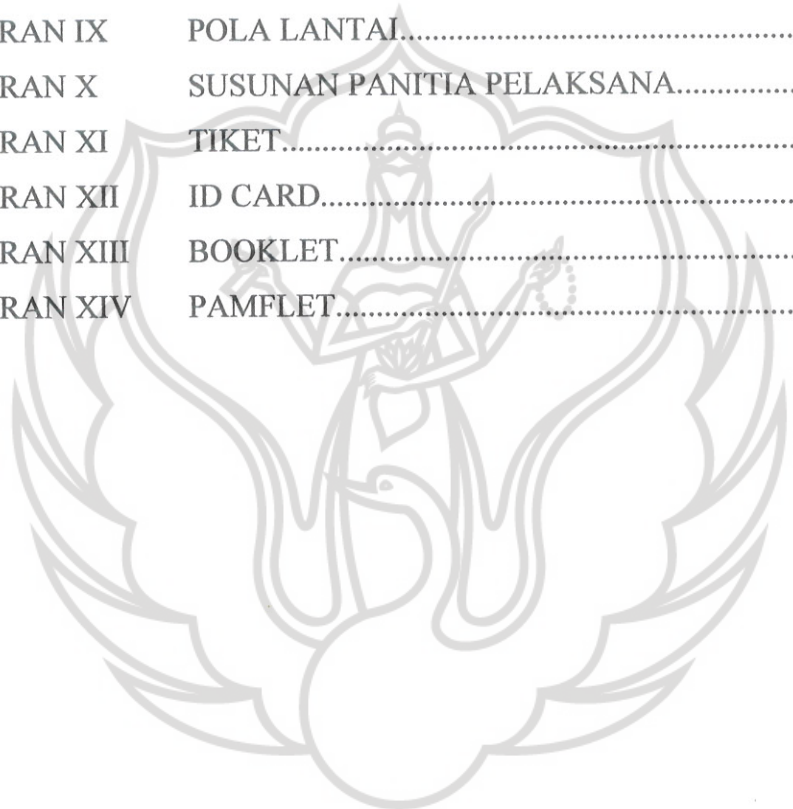 RAN IX POLA LANTAI
RAN X SUSUNAN PANITIA PELAKSANA
RAN XI TIKET
RAN XII ID CARD
RAN XIII BOOKLET
RAN XIV PAMFLET